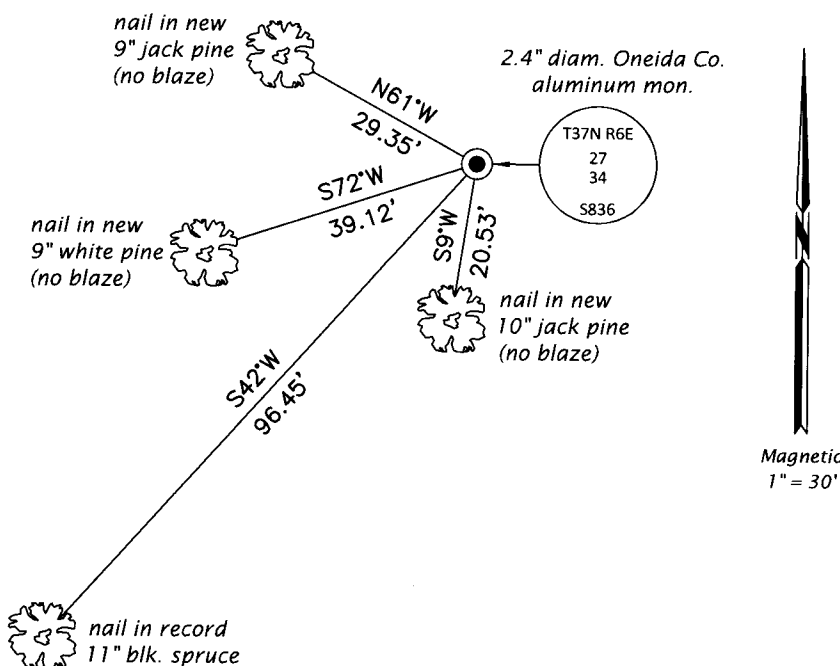 nail in new
9" jack pine
(no blaze)
2.4" diam. Oneida Co.
aluminum mon.
N61°W
29.35'
T37N R6E
27
34
S836
S72°W
39.12'
nail in new
9" white pine
(no blaze)
S9°W
20.53'
nail in new
10" jack pine
(no blaze)
S42°W
96.45'
N
Magnetic
1" = 30'
nail in record
11" blk. spruce